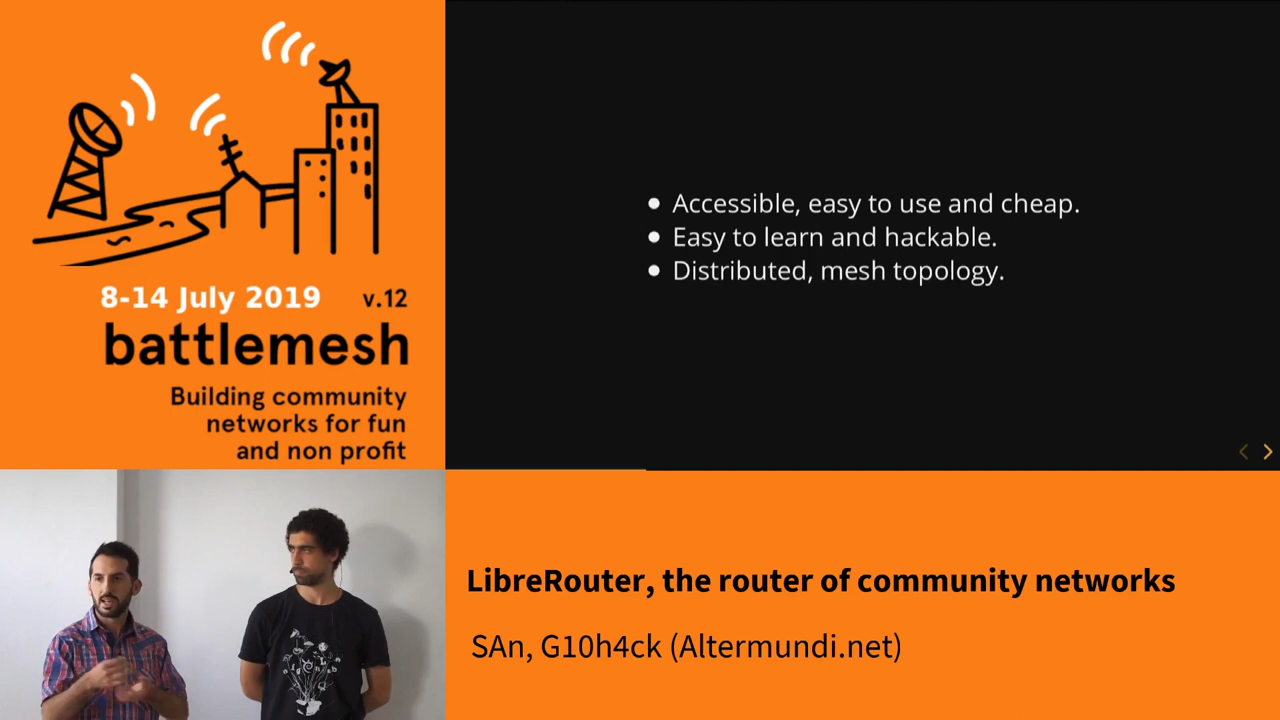 8-14 July 2019 v.12
battlemesh
Building community
networks for fun
and non profit
Accessible, easy to use and cheap.
Easy to learn and hackable.
Distributed, mesh topology.
LibreRouter, the router of community networks
SAn, G10h4ck (Altermundi.net)